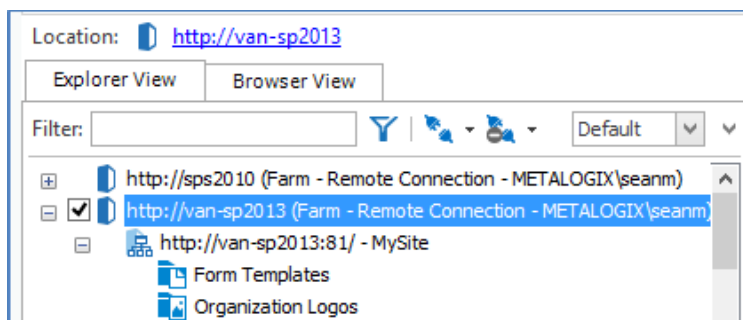 Location: http://van-sp2013
Explorer View Browser View
Filter: Default
http://sps2010 (Farm - Remote Connection - METALOGIX\seanm)
http://van-sp2013 (Farm - Remote Connection - METALOGIX\seanm)
http://van-sp2013:81/ - MySite
Form Templates
Organization Logos